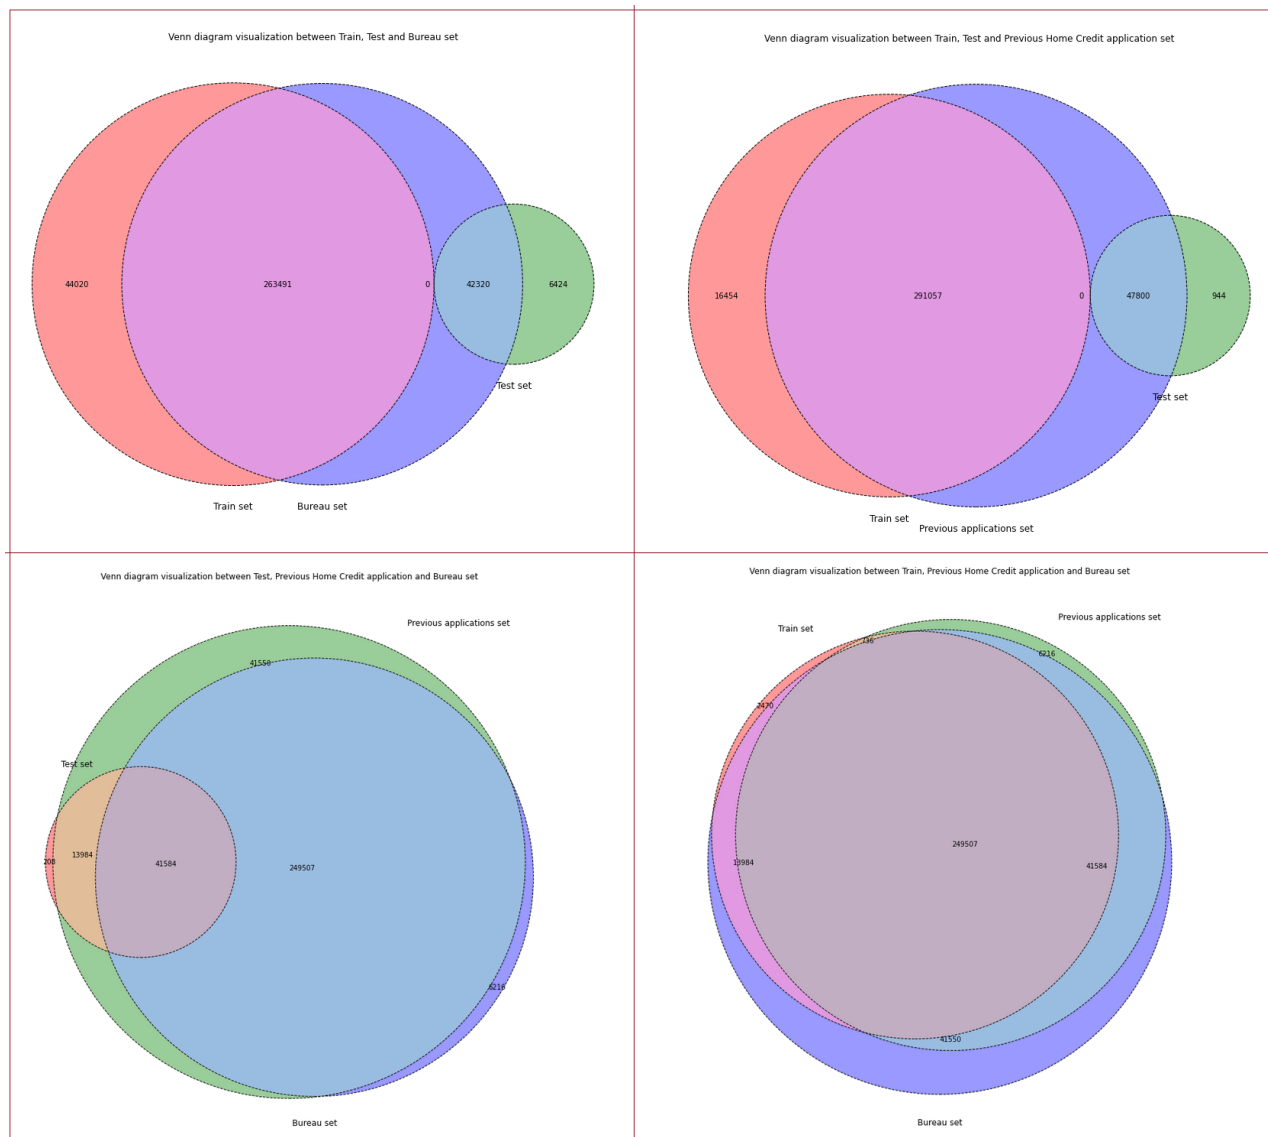 Venn diagram visualization between Train, Test and Bureau set
44020
263491
0
42320
6424
Test set
Train set
Bureau set
Venn diagram visualization between Train, Test and Previous Home Credit application set
16454
291057
0
47800
944
Test set
Train set
Previous applications set
Venn diagram visualization between Test, Previous Home Credit application and Bureau set
Previous applications set
41550
Test set
208
13984
41584
249507
6216
Bureau set
Venn diagram visualization between Train, Previous Home Credit application and Bureau set
Previous applications set
Train set
736
6216
2470
249507
13984
41584
41550
Bureau set